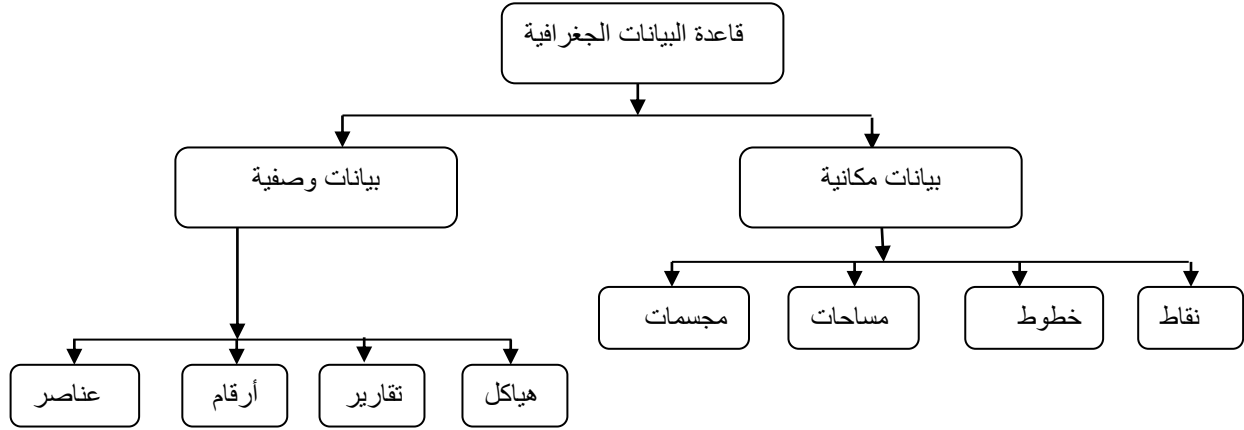 قاعدة البيانات الجغرافية
بيانات مكانية
بيانات وصفية
نقاط
خطوط
مساحات
مجسمات
هياكل
تقارير
أرقام
عناصر